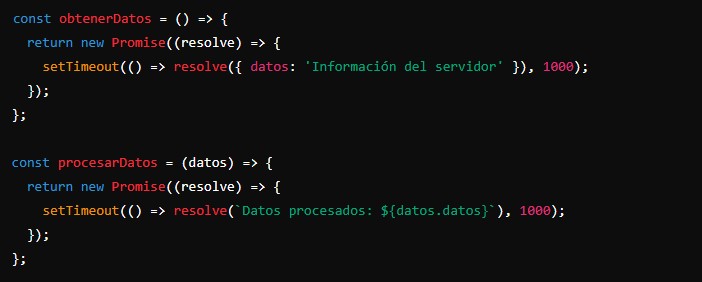 const obtenerDatos = () => {
  return new Promise((resolve) => {
    setTimeout(() => resolve({ datos: 'Información del servidor' }), 1000);
  });
};

const procesarDatos = (datos) => {
  return new Promise((resolve) => {
    setTimeout(() => resolve(`Datos procesados: ${datos.datos}`), 1000);
  });
};